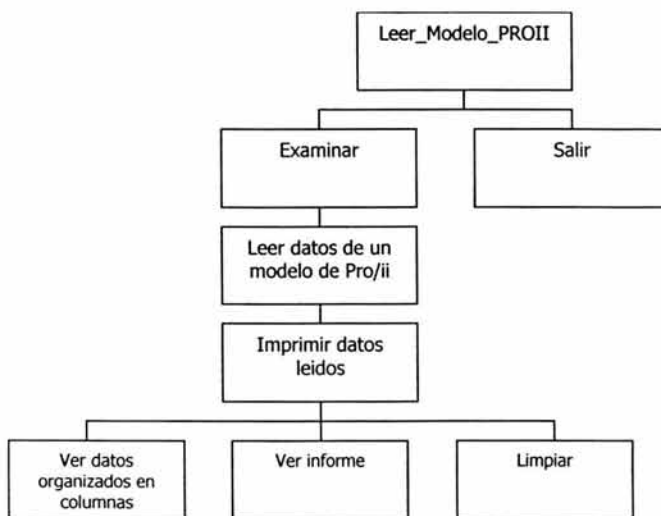 Leer_Modelo_PROII
Examinar
Salir
Leer datos de un
modelo de Pro/ii
Imprimir datos
leidos
Ver datos
organizados en
columnas
Ver informe
Limpiar